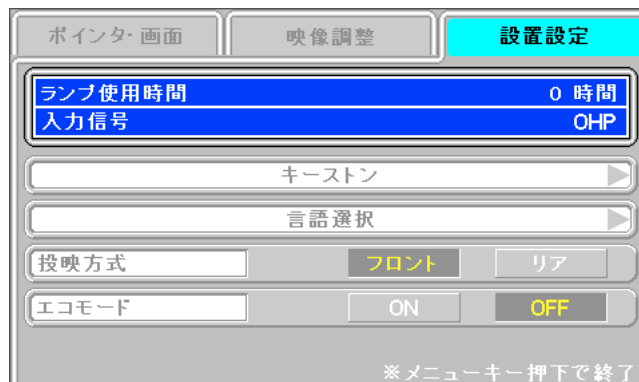 ポインタ・画面 映像調整 設置設定
ランプ使用時間 0 時間
入力信号 OHP
キーストン
言語選択
投映方式 フロント リア
エコモード ON OFF
※メニューキー押下で終了